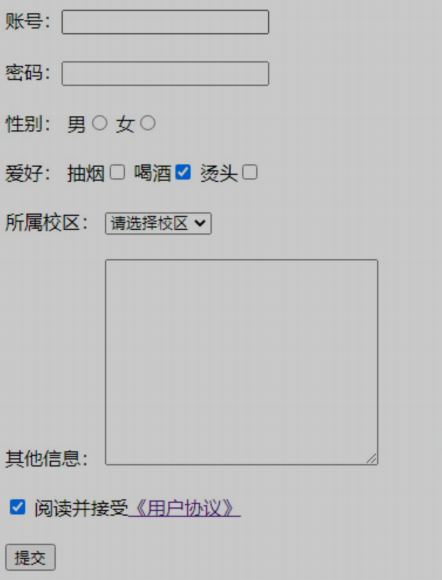 账号：
密码：
性别： 男 女
爱好： 抽烟 喝酒 烫头
所属校区： 请选择校区
其他信息：
阅读并接受《用户协议》
提交